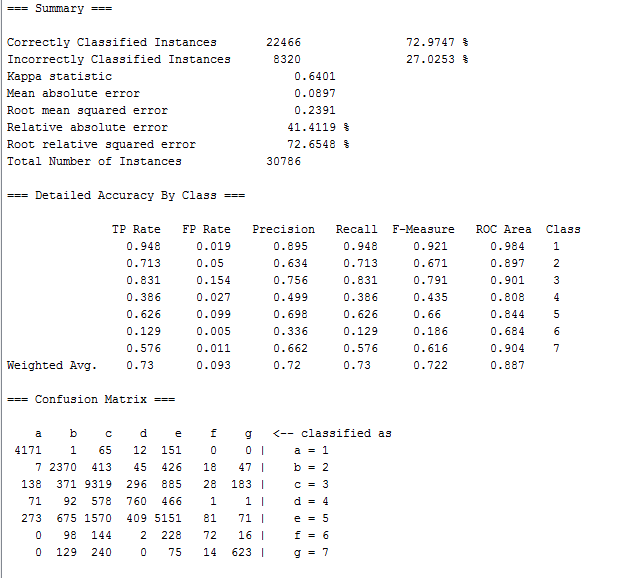 === Summary ===
Correctly Classified Instances 22466 72.9747 %
Incorrectly Classified Instances 8320 27.0253 %
Kappa statistic 0.6401
Mean absolute error 0.0897
Root mean squared error 0.2391
Relative absolute error 41.4119 %
Root relative squared error 72.6548 %
Total Number of Instances 30786
=== Detailed Accuracy By Class ===
TP Rate FP Rate Precision Recall F-Measure ROC Area Class
0.948 0.019 0.895 0.948 0.921 0.984 1
0.713 0.05 0.634 0.713 0.671 0.897 2
0.831 0.154 0.756 0.831 0.791 0.901 3
0.386 0.027 0.499 0.386 0.435 0.808 4
0.626 0.099 0.698 0.626 0.66 0.844 5
0.129 0.005 0.336 0.129 0.186 0.684 6
0.576 0.011 0.662 0.576 0.616 0.904 7
Weighted Avg. 0.73 0.093 0.72 0.73 0.722 0.887
=== Confusion Matrix ===
a b c d e f g <-- classified as
4171 1 65 12 151 0 0 | a = 1
7 2370 413 45 426 18 47 | b = 2
138 371 9319 296 885 28 183 | c = 3
71 92 578 760 466 1 1 | d = 4
273 675 1570 409 5151 81 71 | e = 5
0 98 144 2 228 72 16 | f = 6
0 129 240 0 75 14 623 | g = 7